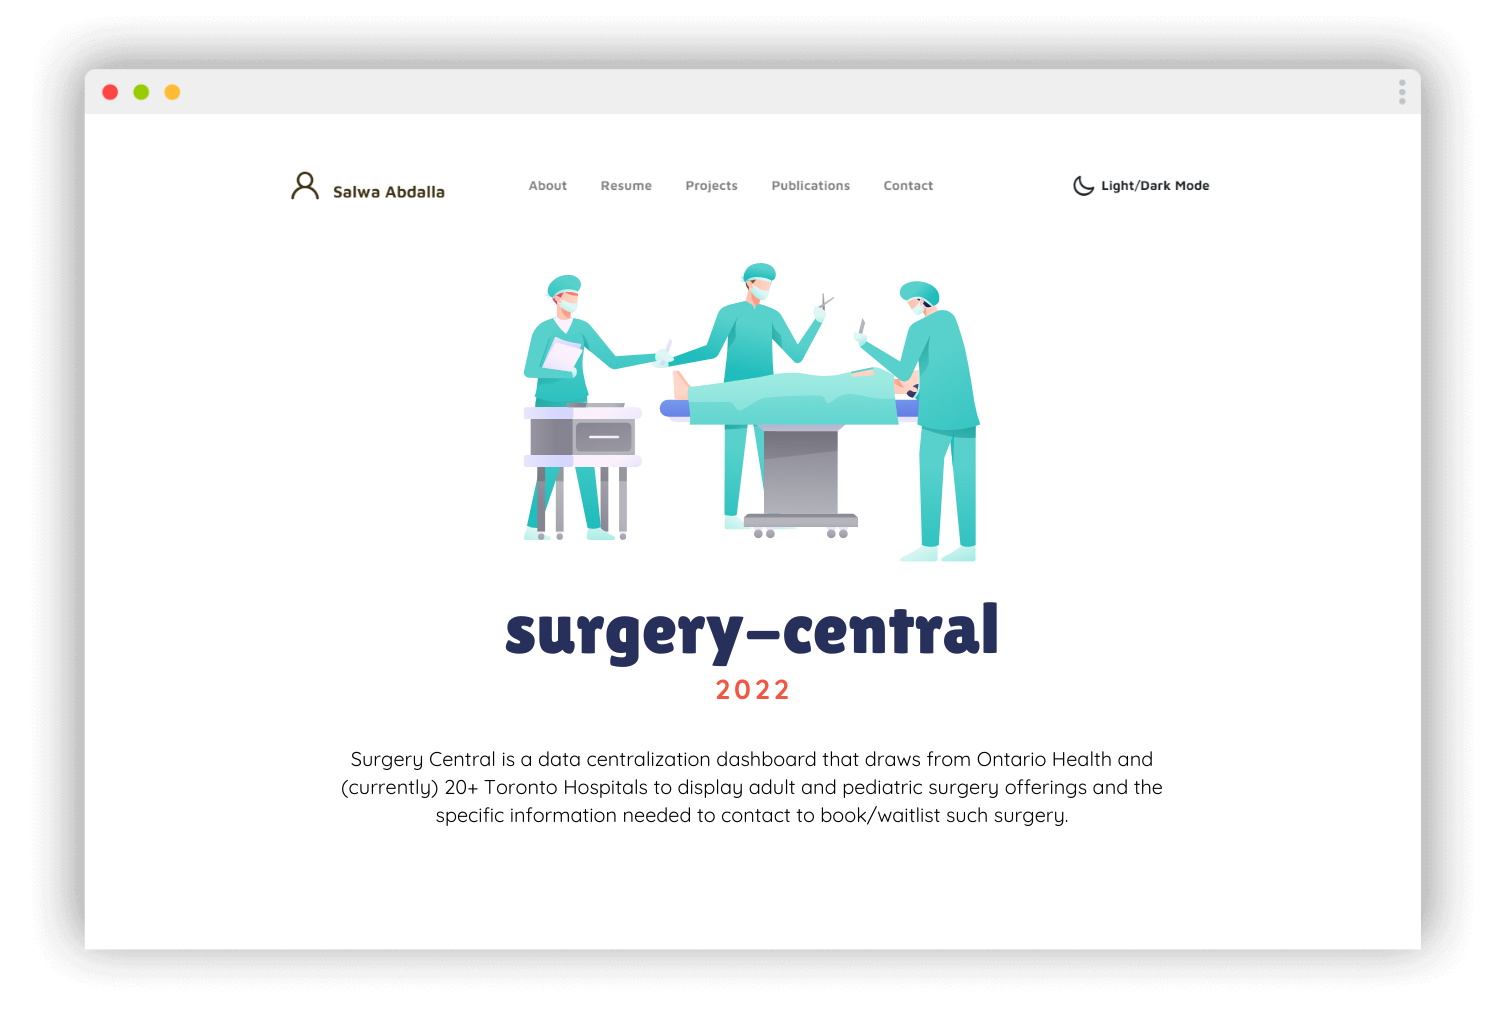 Salwa Abdalla
About Resume Projects Publications Contact
Light/Dark Mode
surgery-central
2022
Surgery Central is a data centralization dashboard that draws from Ontario Health and
(currently) 20+ Toronto Hospitals to display adult and pediatric surgery offerings and the
specific information needed to contact to book/waitlist such surgery.